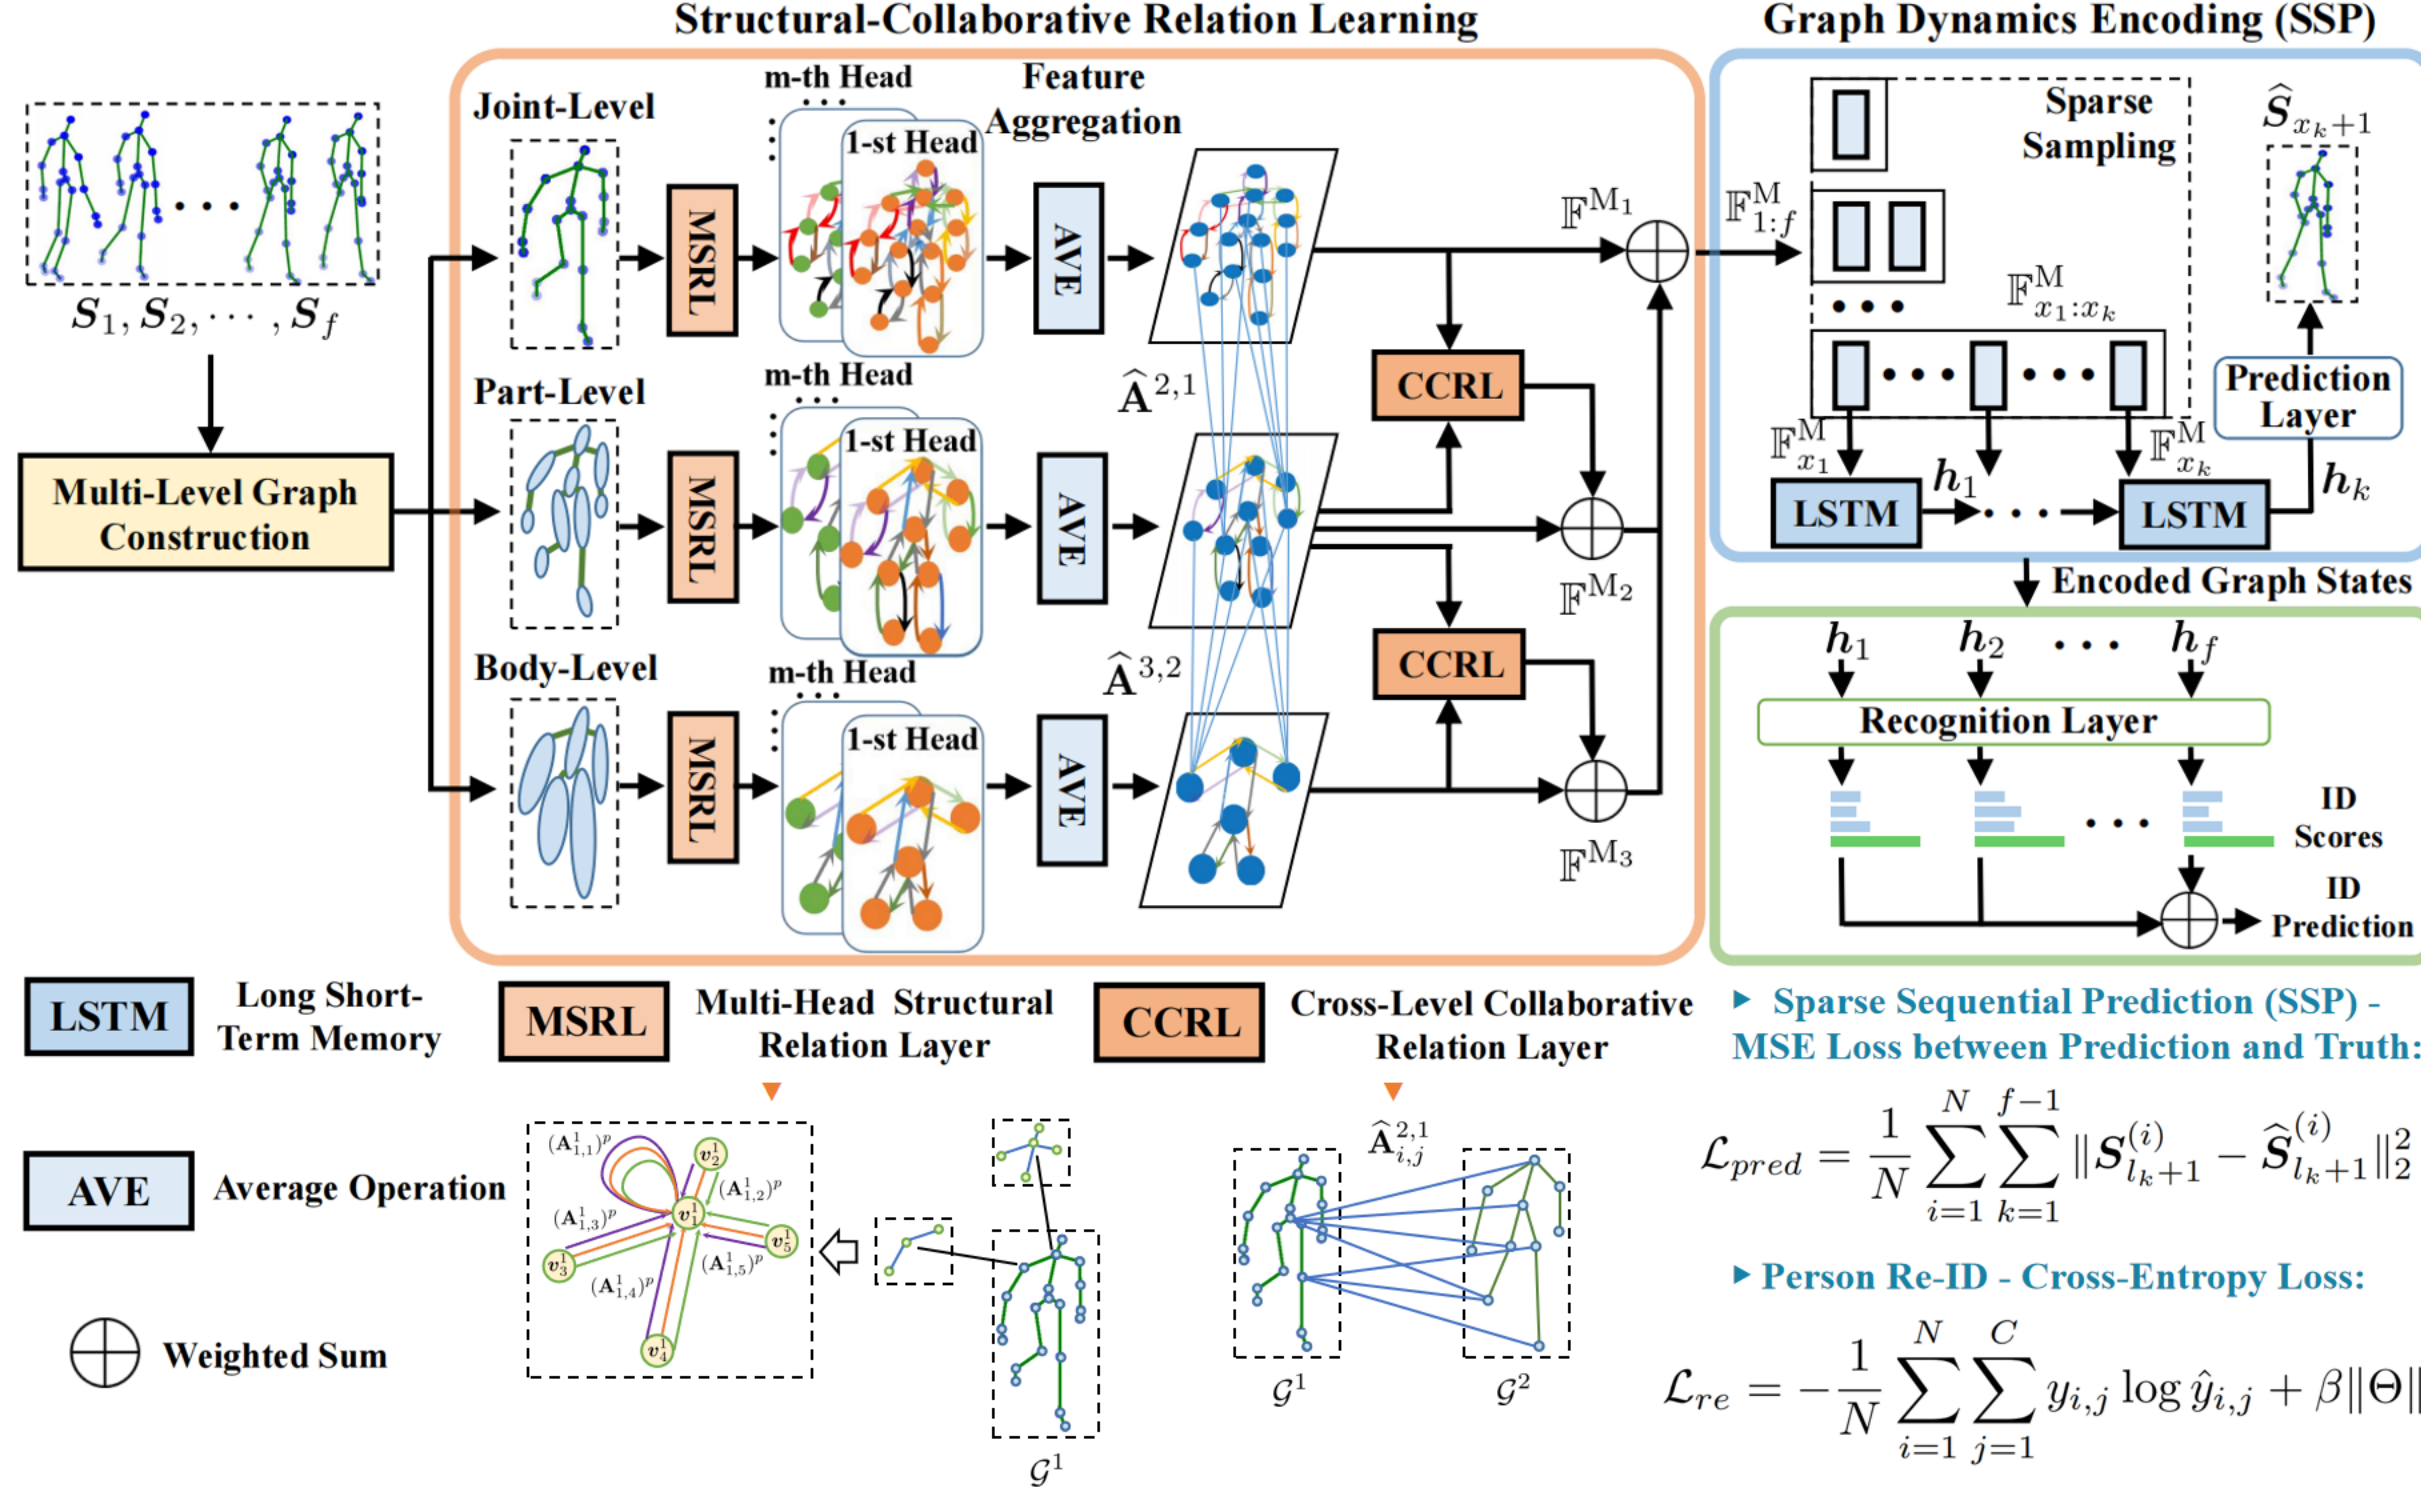 Structural-Collaborative Relation Learning
Graph Dynamics Encoding (SSP)
S_1, S_2, ⋯, S_f
Multi-Level Graph
Construction
Joint-Level
MSRL
m-th Head
1-st Head
Feature
Aggregation
AVE
Part-Level
MSRL
m-th Head
1-st Head
AVE
Body-Level
MSRL
m-th Head
1-st Head
AVE
Â^{2,1}
Â^{3,2}
CCRL
CCRL
𝔽^{M_1}
𝔽^{M_2}
𝔽^{M_3}
𝔽^M_{1:f}
Sparse
Sampling
𝔽^M_{x_1:x_k}
𝔽^M_{x_1}
𝔽^M_{x_k}
LSTM
h_1
LSTM
h_k
Prediction
Layer
Ŝ_{x_k+1}
Encoded Graph States
h_1 h_2 ⋯ h_f
Recognition Layer
ID
Scores
ID
Prediction
LSTM
Long Short-
Term Memory
MSRL
Multi-Head Structural
Relation Layer
CCRL
Cross-Level Collaborative
Relation Layer
AVE
Average Operation
Weighted Sum
(A^1_{1,1})^p
(A^1_{1,2})^p
(A^1_{1,3})^p
(A^1_{1,4})^p
(A^1_{1,5})^p
v^1_1
v^1_2
v^1_3
v^1_4
v^1_5
𝒢^1
Â^{2,1}_{i,j}
𝒢^1
𝒢^2
Sparse Sequential Prediction (SSP) -
MSE Loss between Prediction and Truth:
ℒ_{pred} = \frac{1}{N} ∑_{i=1}^{N} ∑_{k=1}^{f-1} ‖S^{(i)}_{l_k+1} − Ŝ^{(i)}_{l_k+1}‖^2_2
Person Re-ID - Cross-Entropy Loss:
ℒ_{re} = −\frac{1}{N} ∑_{i=1}^{N} ∑_{j=1}^{C} y_{i,j} log ŷ_{i,j} + β‖Θ‖